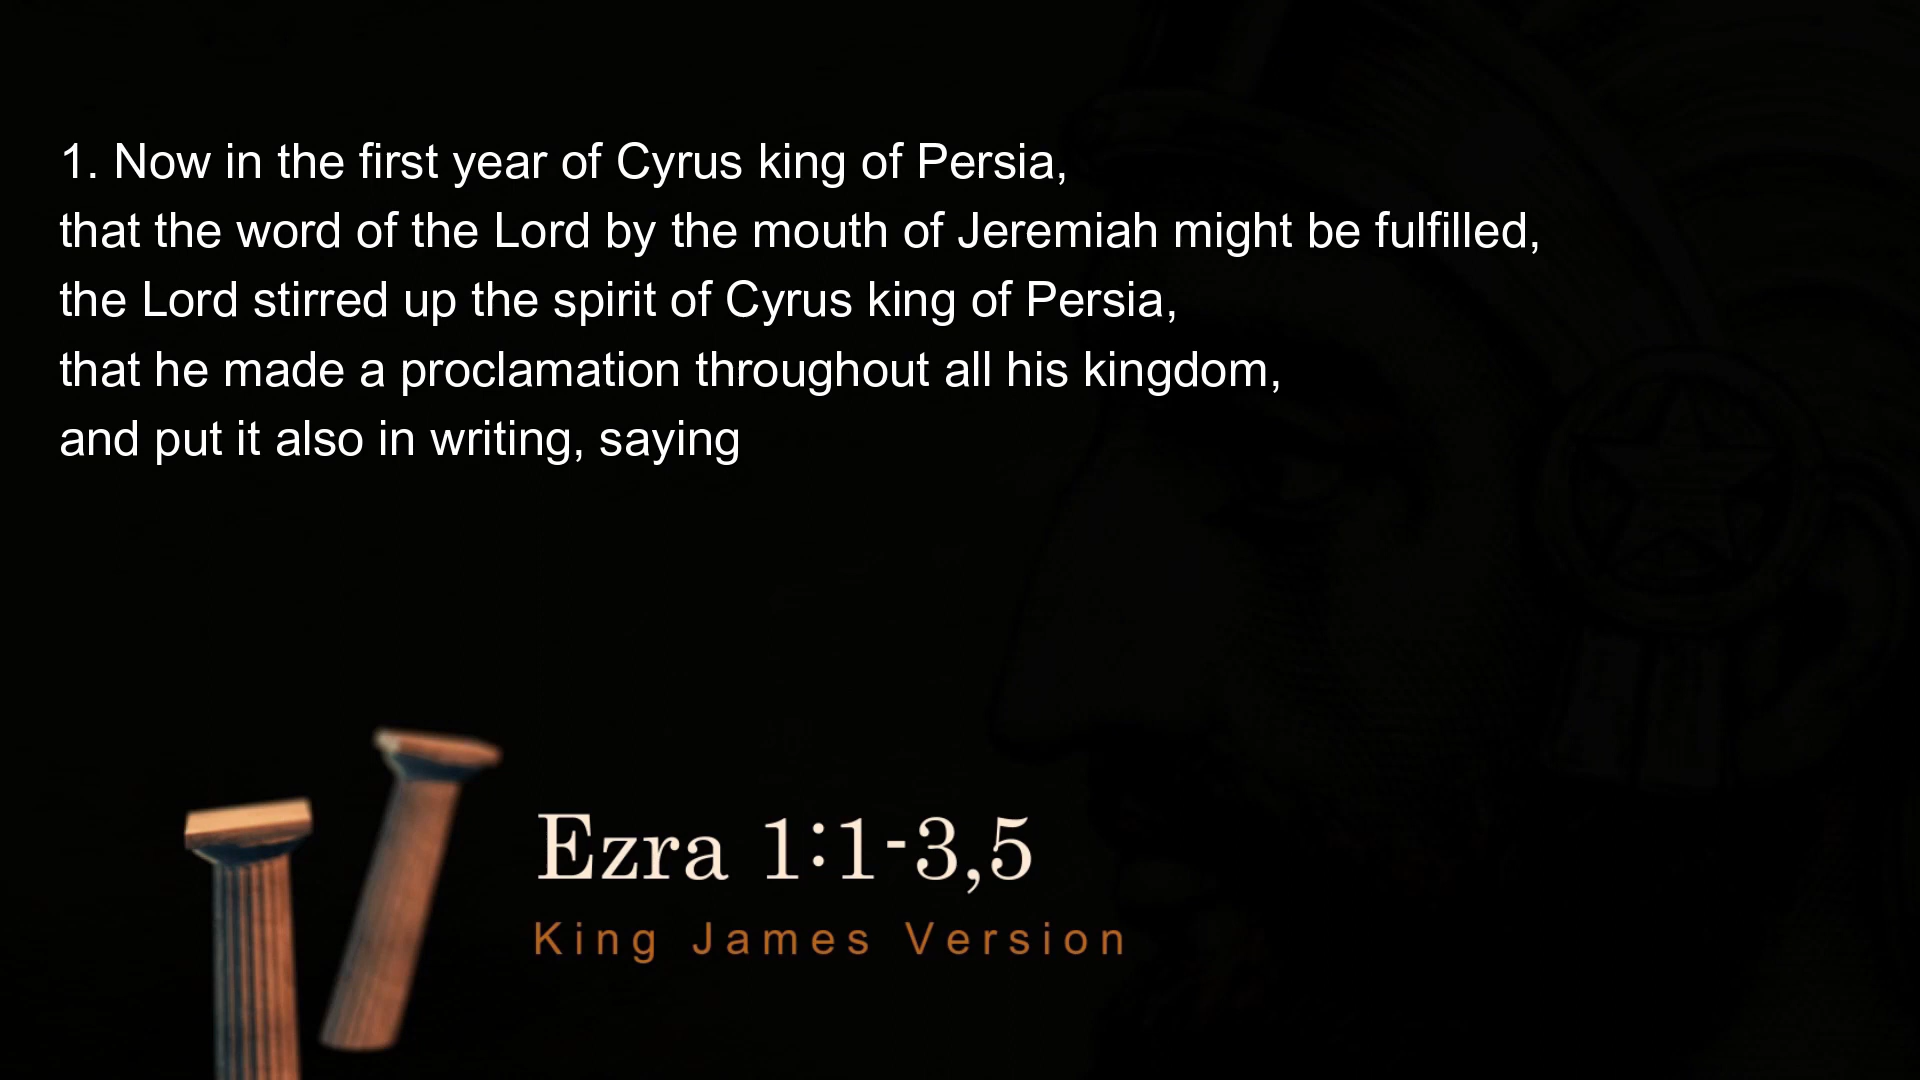 1. Now in the first year of Cyrus king of Persia,
that the word of the Lord by the mouth of Jeremiah might be fulfilled,
the Lord stirred up the spirit of Cyrus king of Persia,
that he made a proclamation throughout all his kingdom,
and put it also in writing, saying
Ezra 1:1-3,5
King James Version